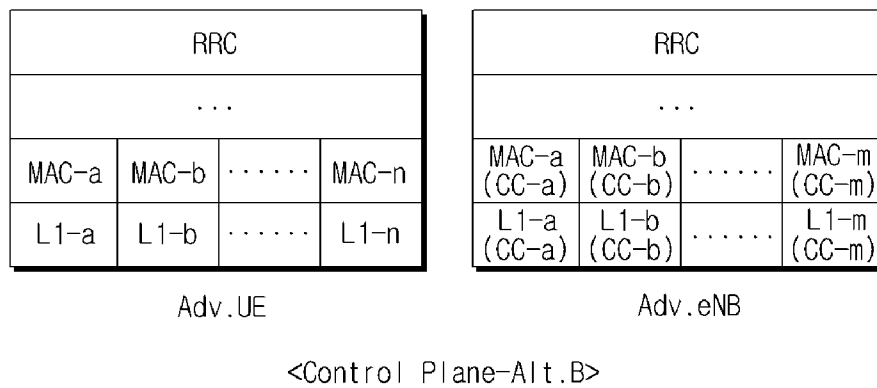 RRC
...
MAC-a MAC-b ...... MAC-n
L1-a L1-b ...... L1-n
Adv.UE
RRC
...
MAC-a (CC-a) MAC-b (CC-b) ...... MAC-m (CC-m)
L1-a (CC-a) L1-b (CC-b) ...... L1-m (CC-m)
Adv.eNB
<Control Plane-Alt.B>